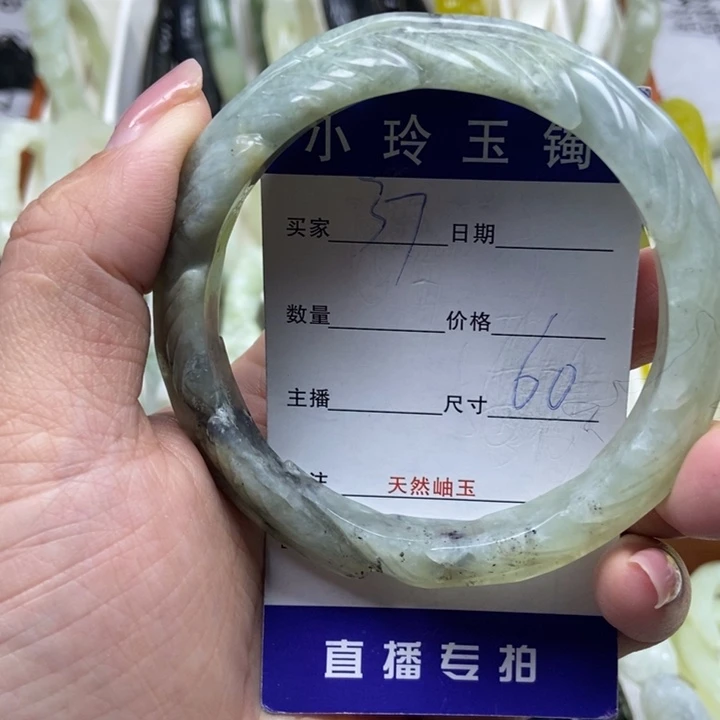 小玲玉镯
买家 37 日期
数量 价格
主播 尺寸 60
注 天然岫玉
直播专拍